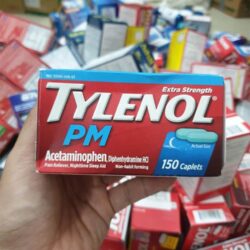 Extra Strength
TYLENOL®
PM
Actual Size
Acetaminophen, Diphenhydramine HCl
Pain Reliever, Nighttime Sleep Aid
Non-habit Forming
150 Caplets